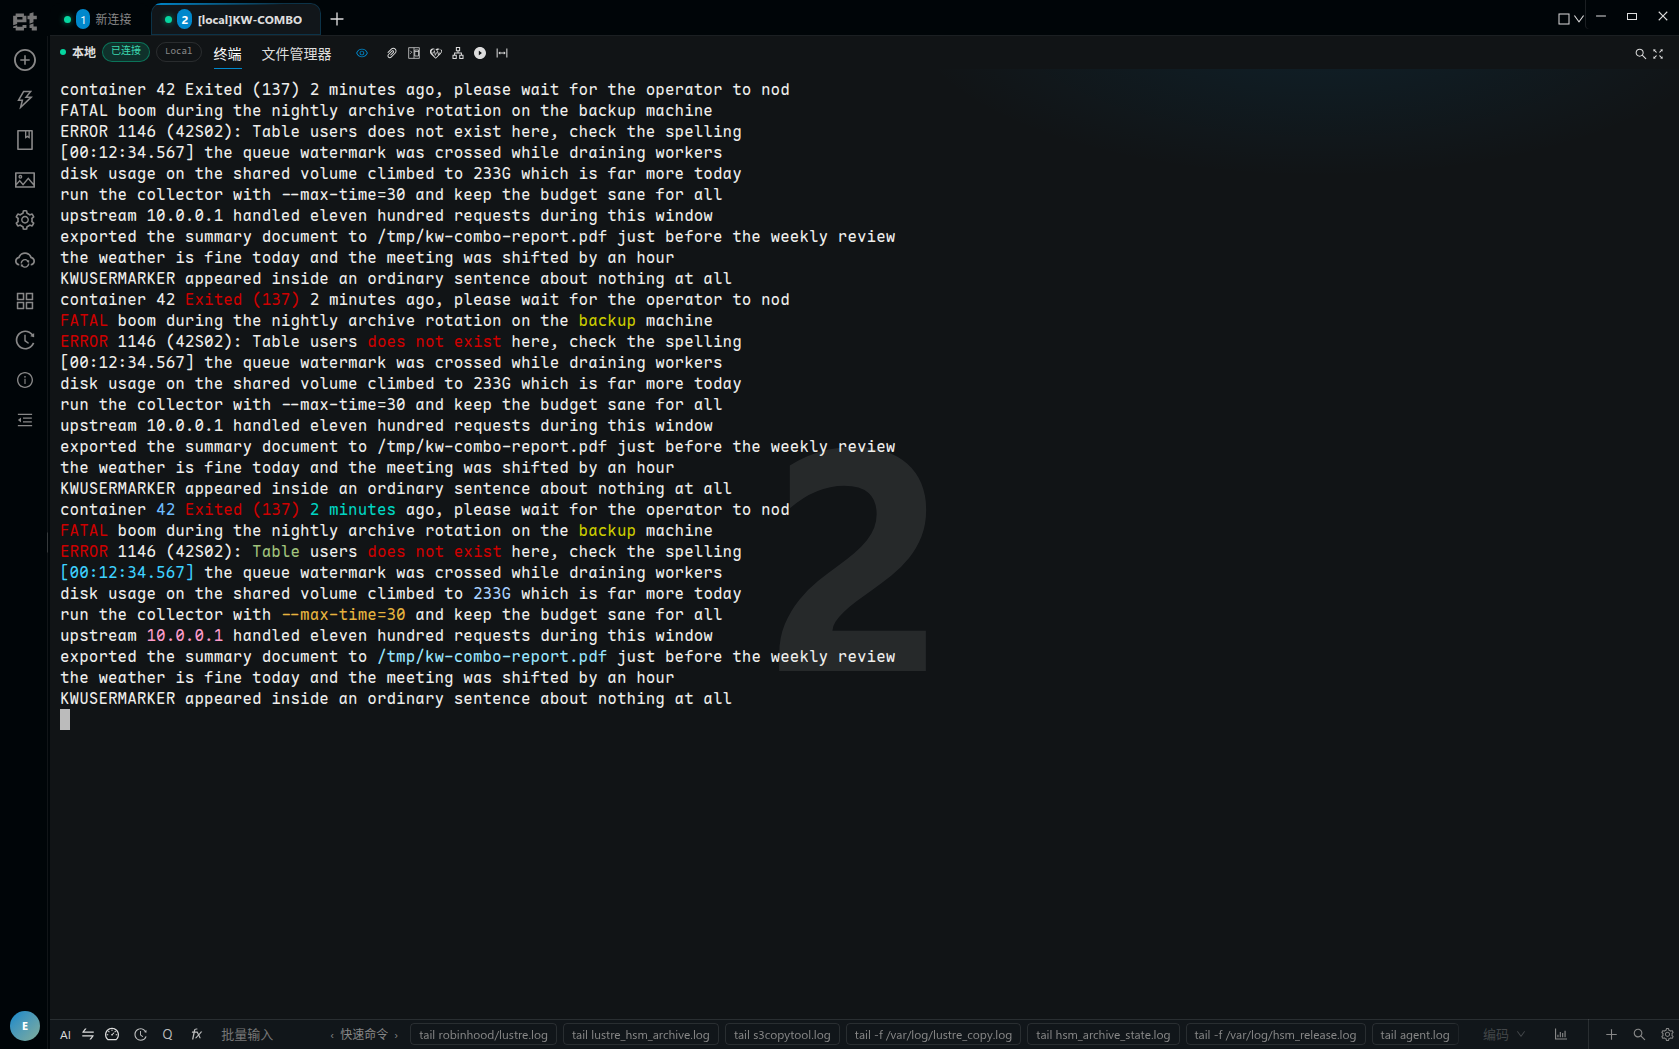 et
1 新连接
2 [local]KW-COMBO
本地 已连接 Local 终端 文件管理器
container 42 Exited (137) 2 minutes ago, please wait for the operator to nod
FATAL boom during the nightly archive rotation on the backup machine
ERROR 1146 (42S02): Table users does not exist here, check the spelling
[00:12:34.567] the queue watermark was crossed while draining workers
disk usage on the shared volume climbed to 233G which is far more today
run the collector with --max-time=30 and keep the budget sane for all
upstream 10.0.0.1 handled eleven hundred requests during this window
exported the summary document to /tmp/kw-combo-report.pdf just before the weekly review
the weather is fine today and the meeting was shifted by an hour
KWUSERMARKER appeared inside an ordinary sentence about nothing at all
container 42 Exited (137) 2 minutes ago, please wait for the operator to nod
FATAL boom during the nightly archive rotation on the backup machine
ERROR 1146 (42S02): Table users does not exist here, check the spelling
[00:12:34.567] the queue watermark was crossed while draining workers
disk usage on the shared volume climbed to 233G which is far more today
run the collector with --max-time=30 and keep the budget sane for all
upstream 10.0.0.1 handled eleven hundred requests during this window
exported the summary document to /tmp/kw-combo-report.pdf just before the weekly review
the weather is fine today and the meeting was shifted by an hour
KWUSERMARKER appeared inside an ordinary sentence about nothing at all
container 42 Exited (137) 2 minutes ago, please wait for the operator to nod
FATAL boom during the nightly archive rotation on the backup machine
ERROR 1146 (42S02): Table users does not exist here, check the spelling
[00:12:34.567] the queue watermark was crossed while draining workers
disk usage on the shared volume climbed to 233G which is far more today
run the collector with --max-time=30 and keep the budget sane for all
upstream 10.0.0.1 handled eleven hundred requests during this window
exported the summary document to /tmp/kw-combo-report.pdf just before the weekly review
the weather is fine today and the meeting was shifted by an hour
KWUSERMARKER appeared inside an ordinary sentence about nothing at all
2
E
AI Q fx 批量输入 ‹ 快速命令 › tail robinhood/lustre.log tail lustre_hsm_archive.log tail s3copytool.log tail -f /var/log/lustre_copy.log tail hsm_archive_state.log tail -f /var/log/hsm_release.log tail agent.log 编码